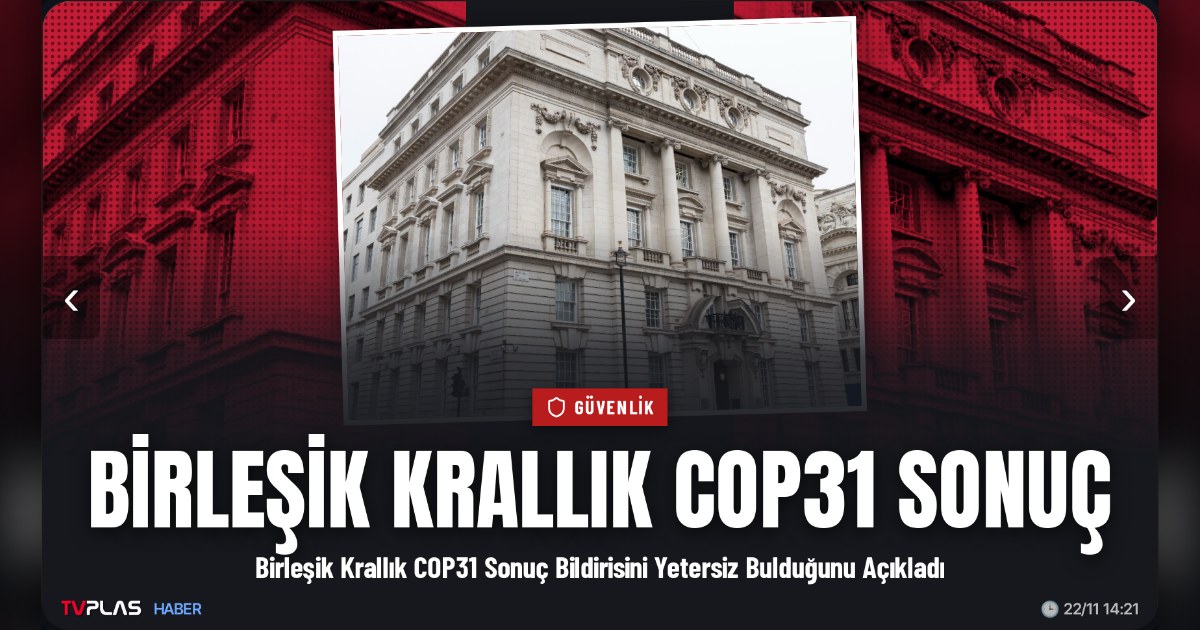 GÜVENLİK
BİRLEŞİK KRALLIK COP31 SONUÇ
Birleşik Krallık COP31 Sonuç Bildirisini Yetersiz Bulduğunu Açıkladı
TVPLAS HABER
22/11 14:21